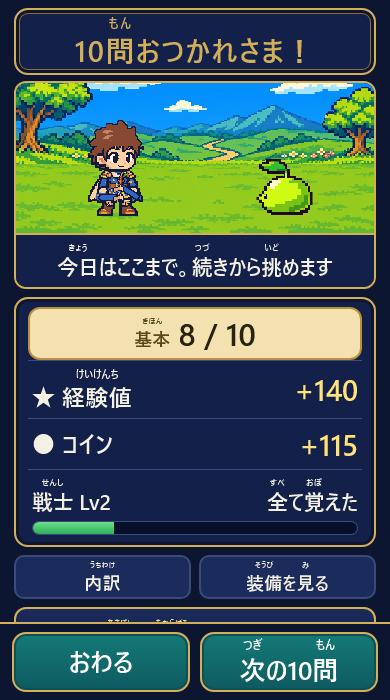 10問おつかれさま！
もん
今日はここまで。続きから挑めます
きょう つづ いど
基本 8 / 10
きほん
★ 経験値 +140
けいけんち
コイン +115
戦士 Lv2 全て覚えた
せんし すべ おぼ
内訳
うちわけ
装備を見る
そうび み
おわる
次の10問
つぎ もん